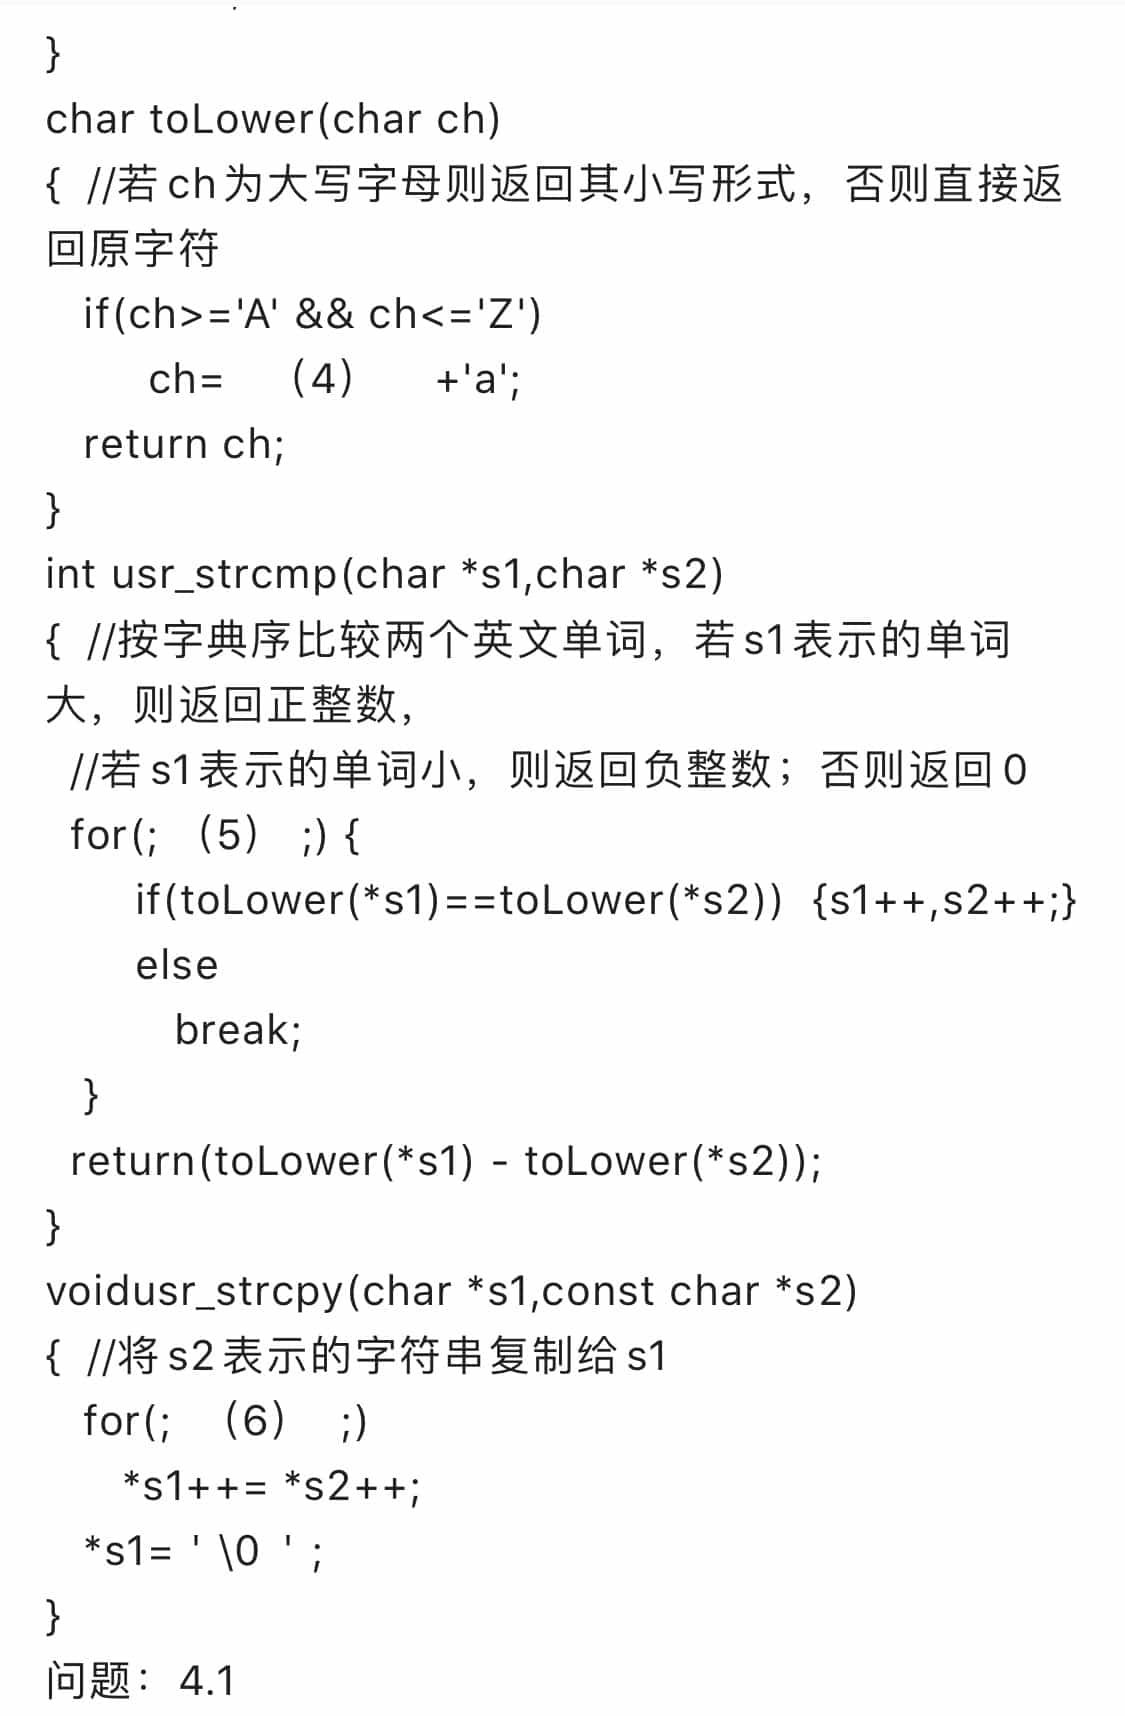 }
char toLower(char ch)
{  //若ch为大写字母则返回其小写形式，否则直接返
回原字符
if(ch>='A' && ch<='Z')
ch= （4） +'a';
return ch;
}
int usr_strcmp(char *s1,char *s2)
{  //按字典序比较两个英文单词，若s1表示的单词
大，则返回正整数，
//若s1表示的单词小，则返回负整数；否则返回0
for(; （5） ;) {
if(toLower(*s1)==toLower(*s2))  {s1++,s2++;}
else
break;
}
return(toLower(*s1) - toLower(*s2));
}
voidusr_strcpy(char *s1,const char *s2)
{  //将s2表示的字符串复制给s1
for(; （6） ;)
*s1++= *s2++;
*s1= ' \0 ' ;
}
问题：4.1